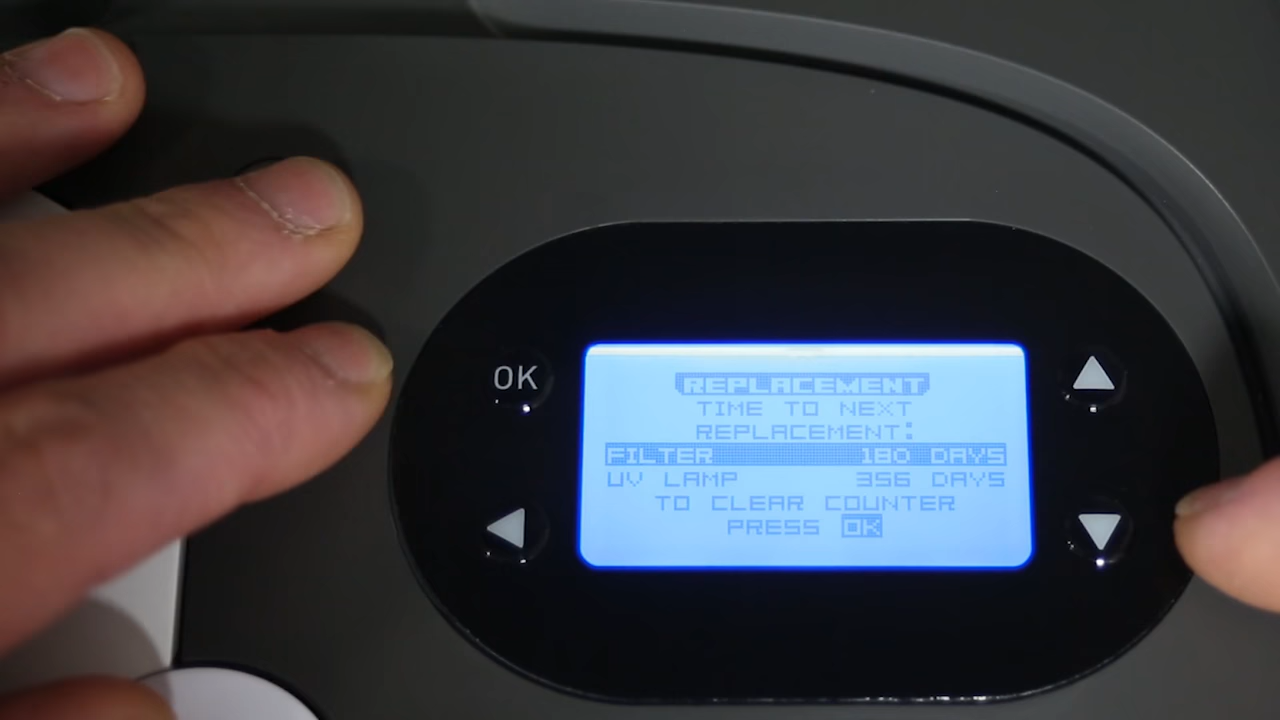 OK
REPLACEMENT
TIME TO NEXT
REPLACEMENT:
FILTER 180 DAYS
UV LAMP 356 DAYS
TO CLEAR COUNTER
PRESS OK